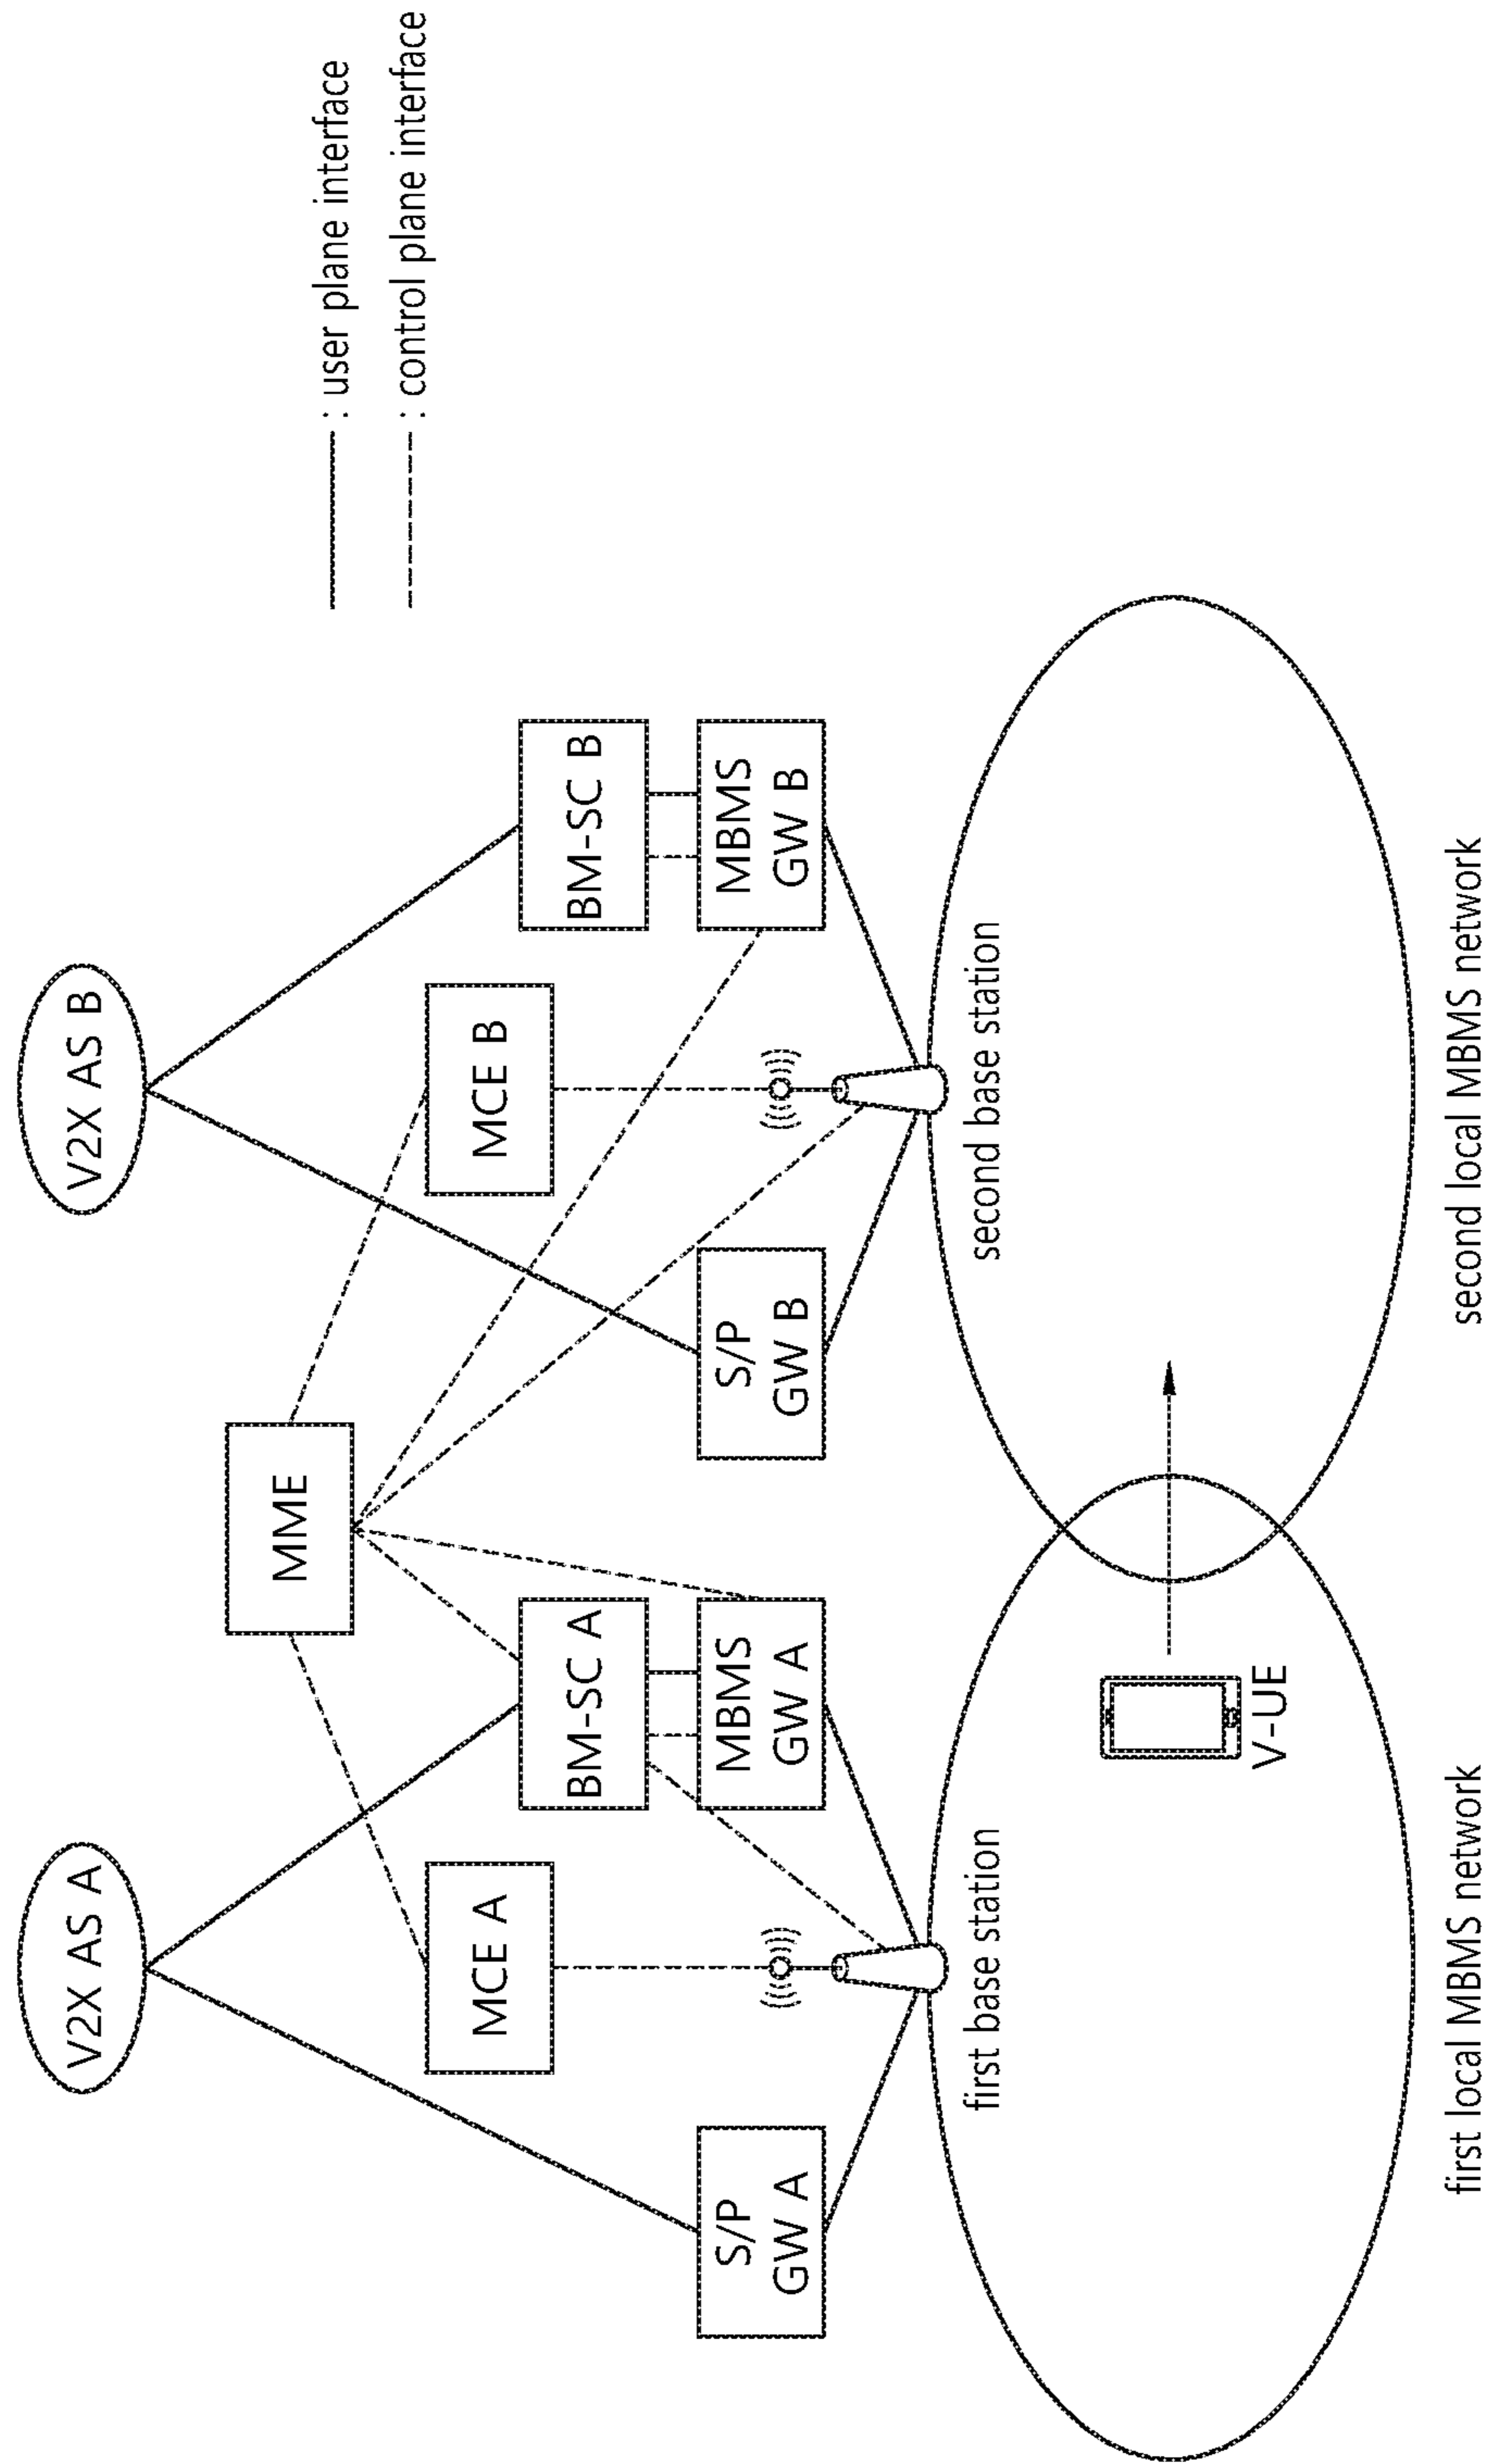 V2X AS A
V2X AS B
: user plane interface
: control plane interface
MME
MCE A
BM-SC A
MCE B
BM-SC B
S/P
GW A
MBMS
GW A
S/P
GW B
MBMS
GW B
first base station
second base station
V-UE
first local MBMS network
second local MBMS network